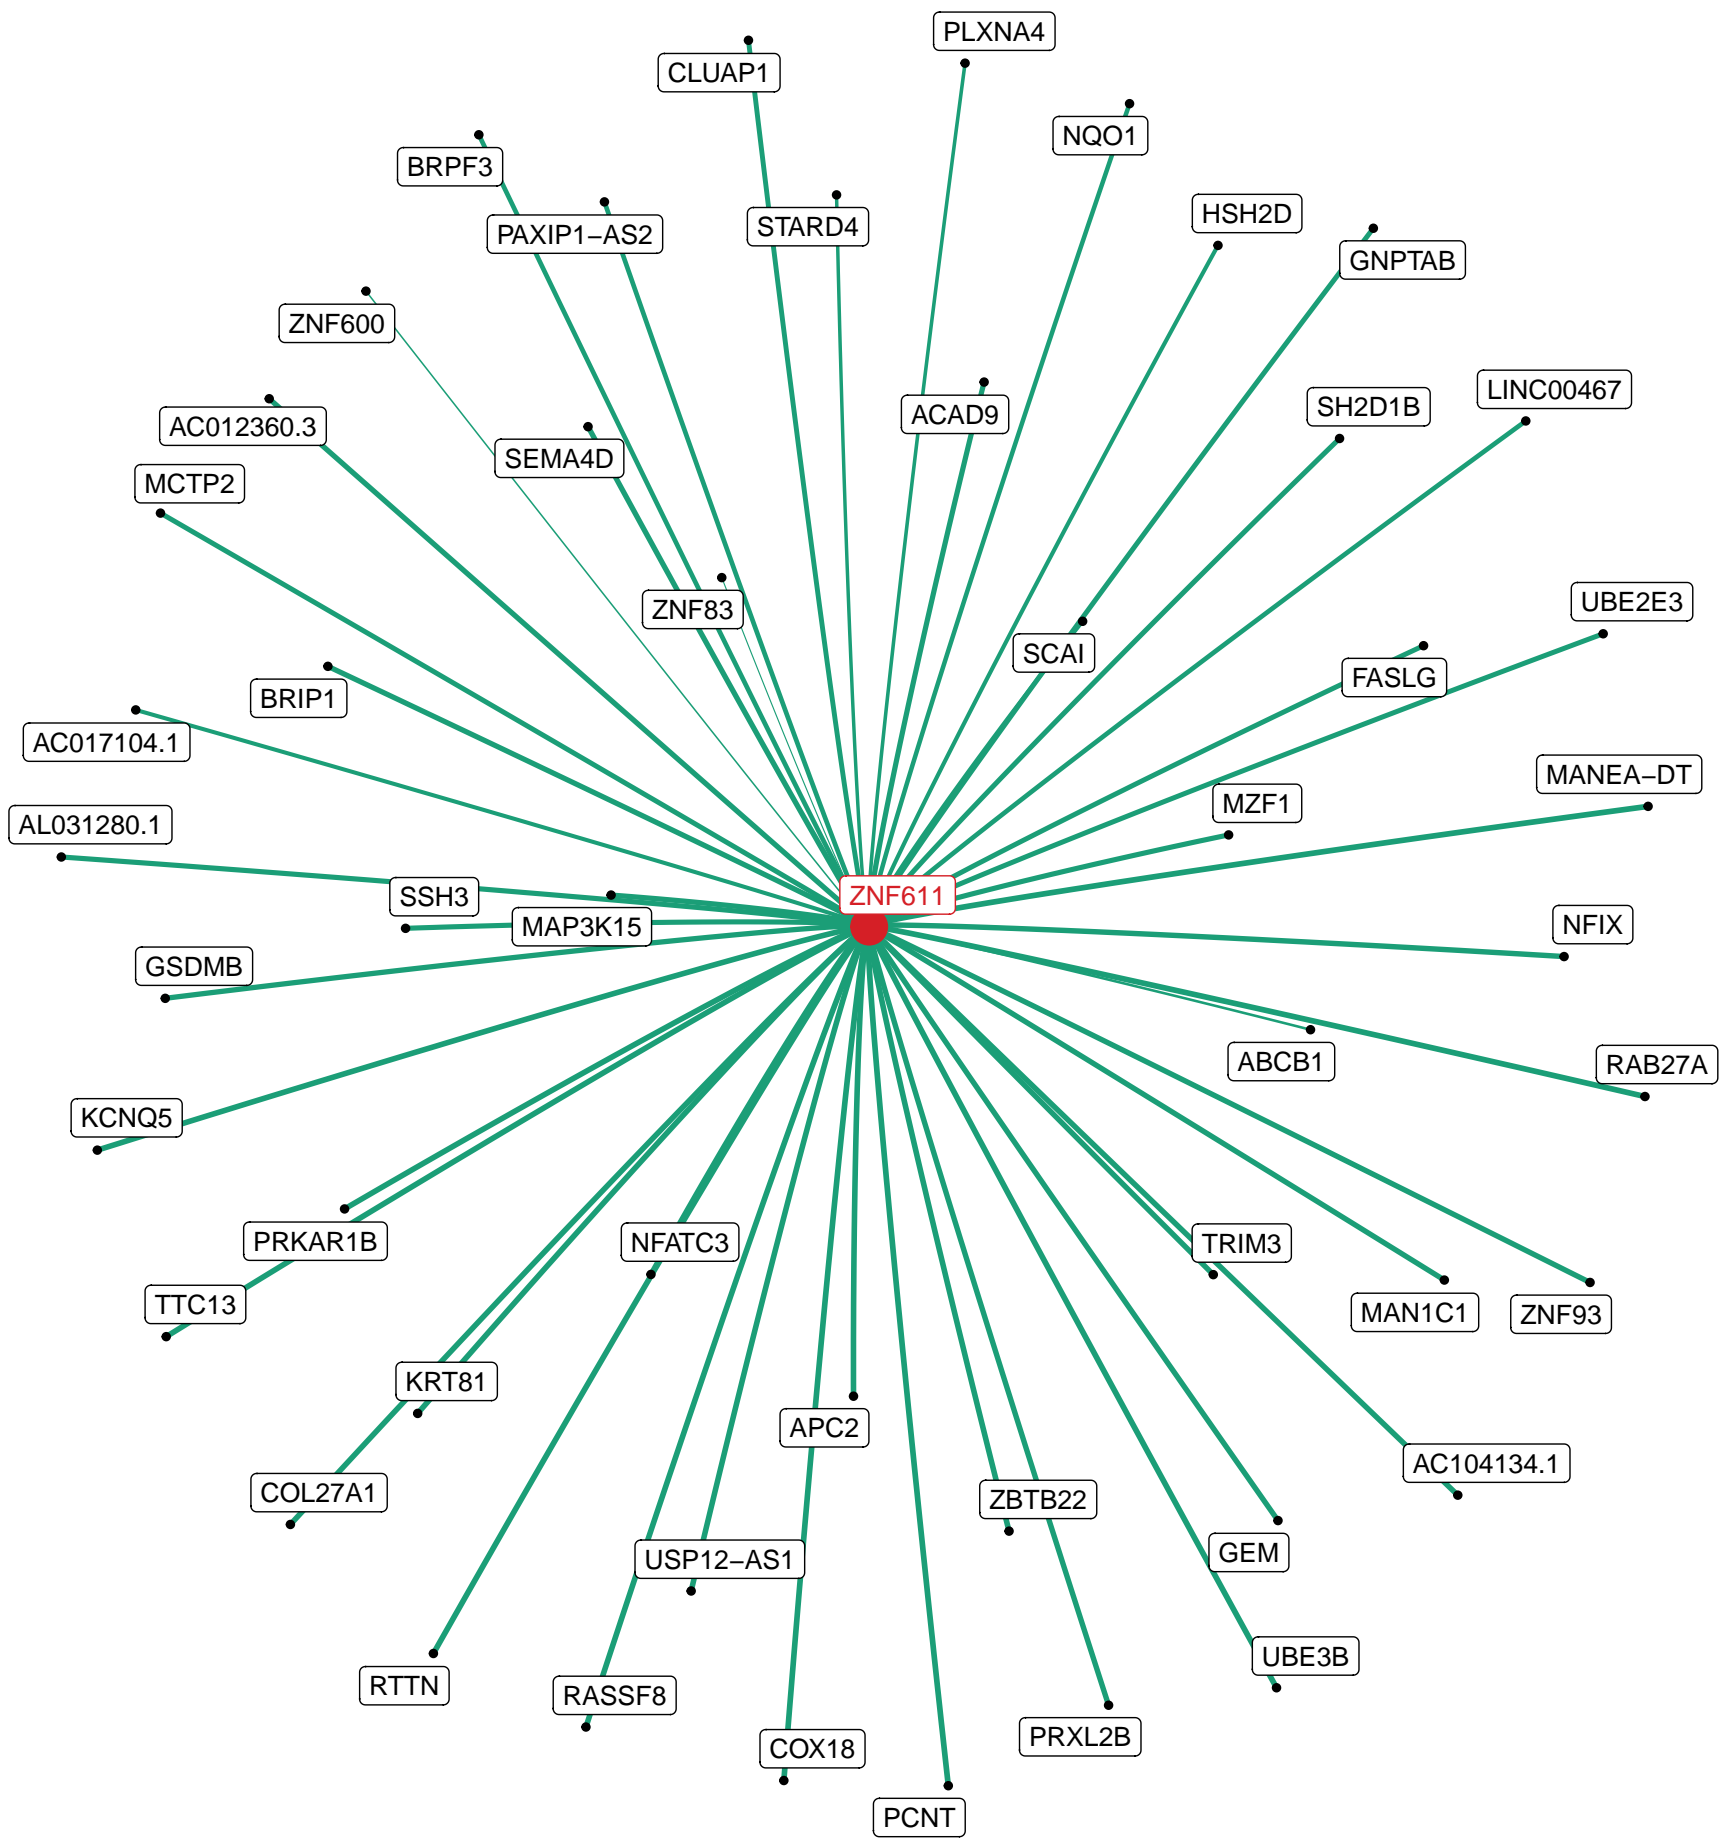 PLXNA4
CLUAP1
NQO1
BRPF3
HSH2D
STARD4
PAXIP1−AS2
GNPTAB
ZNF600
LINC00467
SH2D1B
ACAD9
AC012360.3
SEMA4D
MCTP2
UBE2E3
ZNF83
SCAI
FASLG
BRIP1
AC017104.1
MANEA−DT
MZF1
AL031280.1
ZNF611
SSH3
NFIX
MAP3K15
GSDMB
ABCB1
RAB27A
KCNQ5
PRKAR1B
NFATC3
TRIM3
TTC13
MAN1C1
ZNF93
KRT81
APC2
AC104134.1
COL27A1
ZBTB22
GEM
USP12−AS1
UBE3B
RTTN
RASSF8
PRXL2B
COX18
PCNT